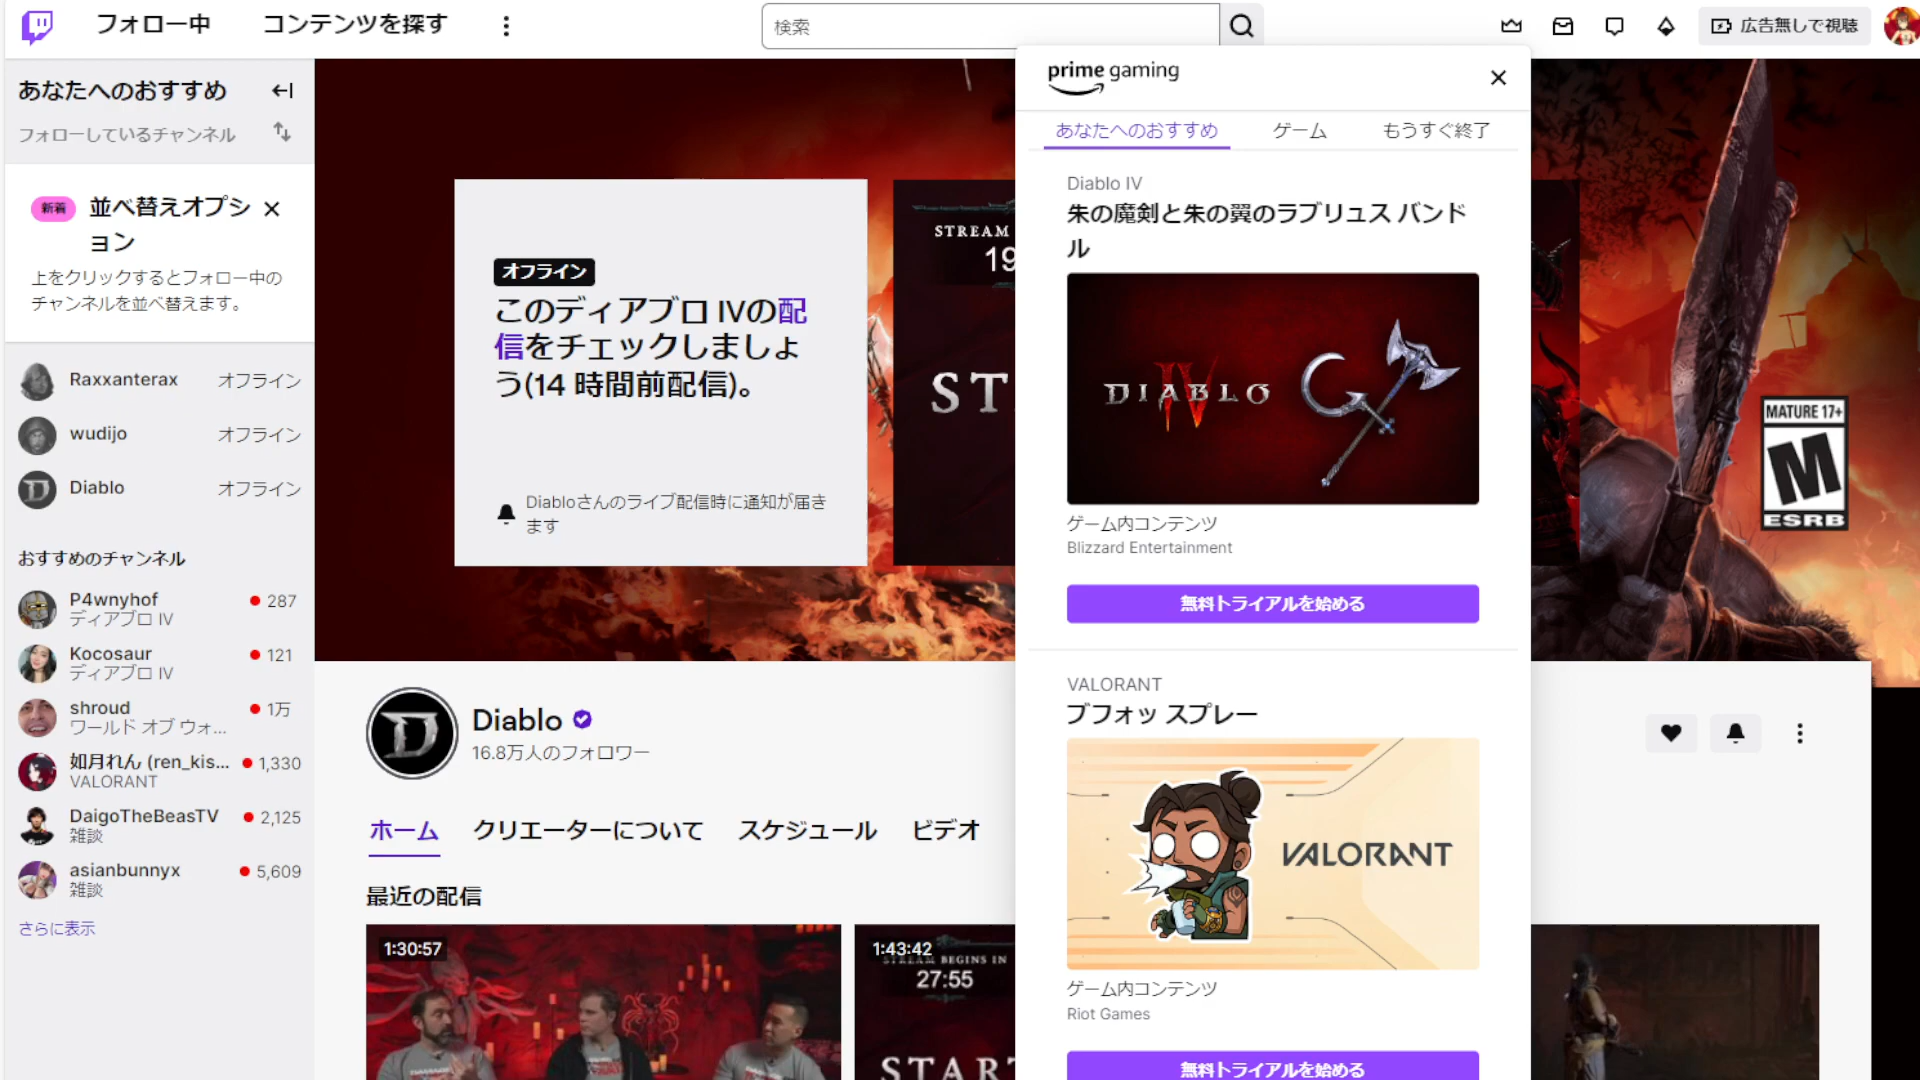 フォロー中
コンテンツを探す
検索
広告無しで視聴
あなたへのおすすめ
フォローしているチャンネル
新着
並べ替えオプシ
ョン
上をクリックするとフォロー中の
チャンネルを並べ替えます。
Raxxanterax オフライン
wudijo オフライン
Diablo オフライン
おすすめのチャンネル
P4wnyhof 287
ディアブロ IV
Kocosaur 121
ディアブロ IV
shroud 1万
ワールド オブ ウォ...
如月れん (ren_kis... 1,330
VALORANT
DaigoTheBeasTV 2,125
雑談
asianbunnyx 5,609
雑談
さらに表示
オフライン
このディアブロ IVの配
信をチェックしましょ
う(14 時間前配信)。
Diabloさんのライブ配信時に通知が届き
ます
STREAM
19
ST
Diablo
16.8万人のフォロワー
ホーム
クリエーターについて
スケジュール
ビデオ
最近の配信
1:30:57
1:43:42
STREAM BEGINS IN
27:55
START
prime gaming
あなたへのおすすめ
ゲーム
もうすぐ終了
Diablo IV
朱の魔剣と朱の翼のラブリュス バンド
ル
DIABLO
IV
ゲーム内コンテンツ
Blizzard Entertainment
無料トライアルを始める
VALORANT
ブフォッ スプレー
VALORANT
ゲーム内コンテンツ
Riot Games
無料トライアルを始める
MATURE 17+
M
ESRB